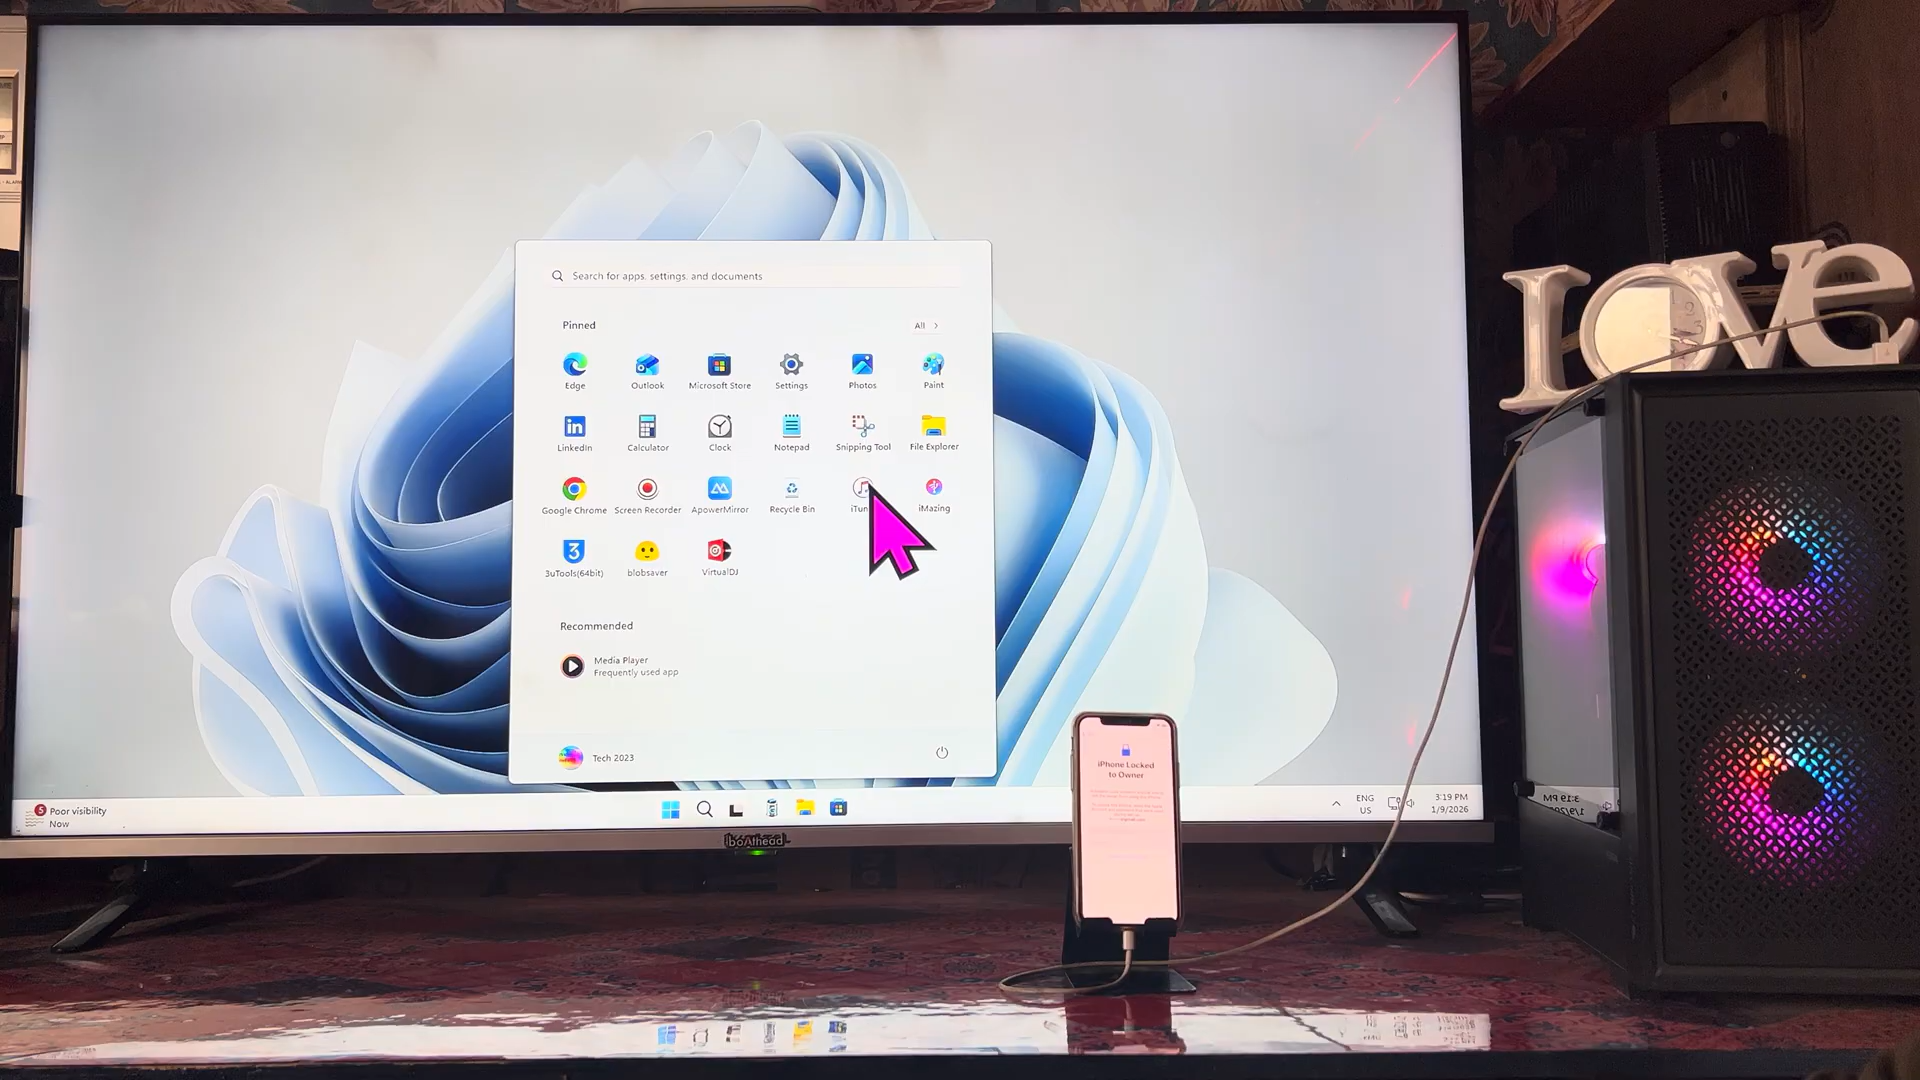 Search for apps, settings, and documents
Pinned
All
Edge
Outlook
Microsoft Store
Settings
Photos
Paint
LinkedIn
Calculator
Clock
Notepad
Snipping Tool
File Explorer
Google Chrome
Screen Recorder
ApowerMirror
Recycle Bin
iMazing
3uTools(64bit)
blobsaver
VirtualDJ
Recommended
Media Player
Frequently used app
Tech 2023
Poor visibility
Now
ENG
US
3:19 PM
1/9/2026
iPhone Locked
to Owner
LOVe